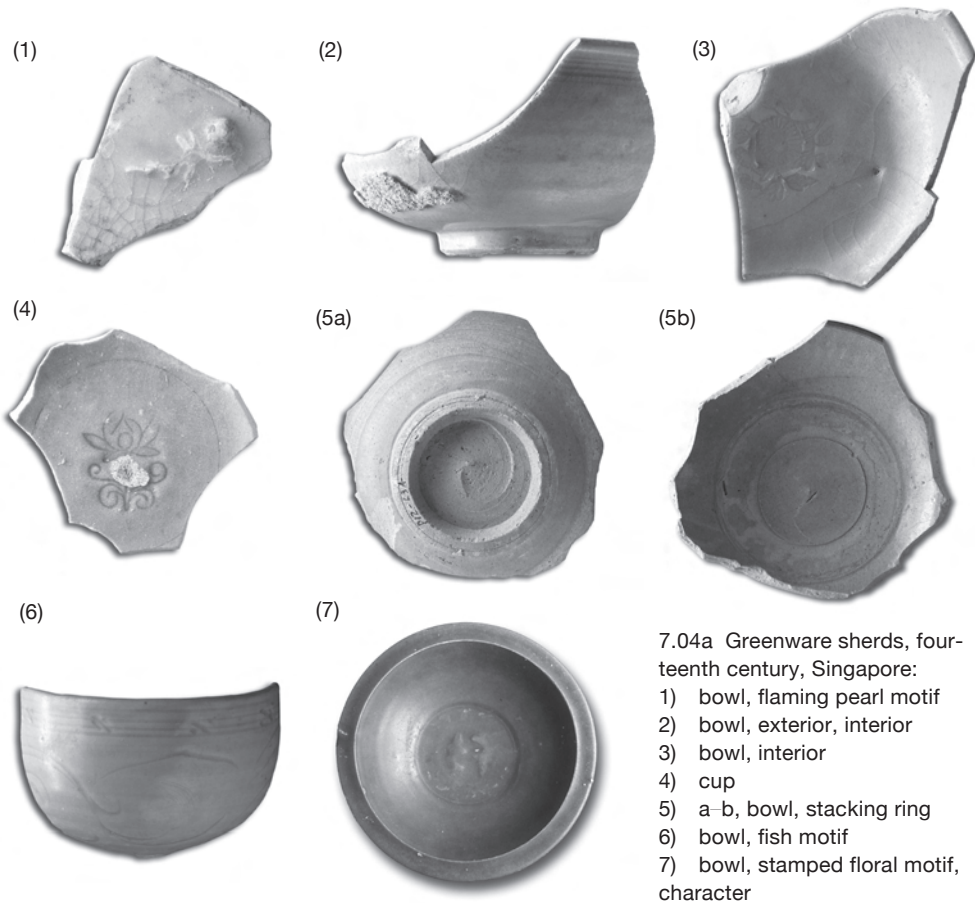 (1)
(2)
(3)
(4)
(5a)
(5b)
(6)
(7)
7.04a Greenware sherds, four-
teenth century, Singapore:
1) bowl, flaming pearl motif
2) bowl, exterior, interior
3) bowl, interior
4) cup
5) a–b, bowl, stacking ring
6) bowl, fish motif
7) bowl, stamped floral motif,
character